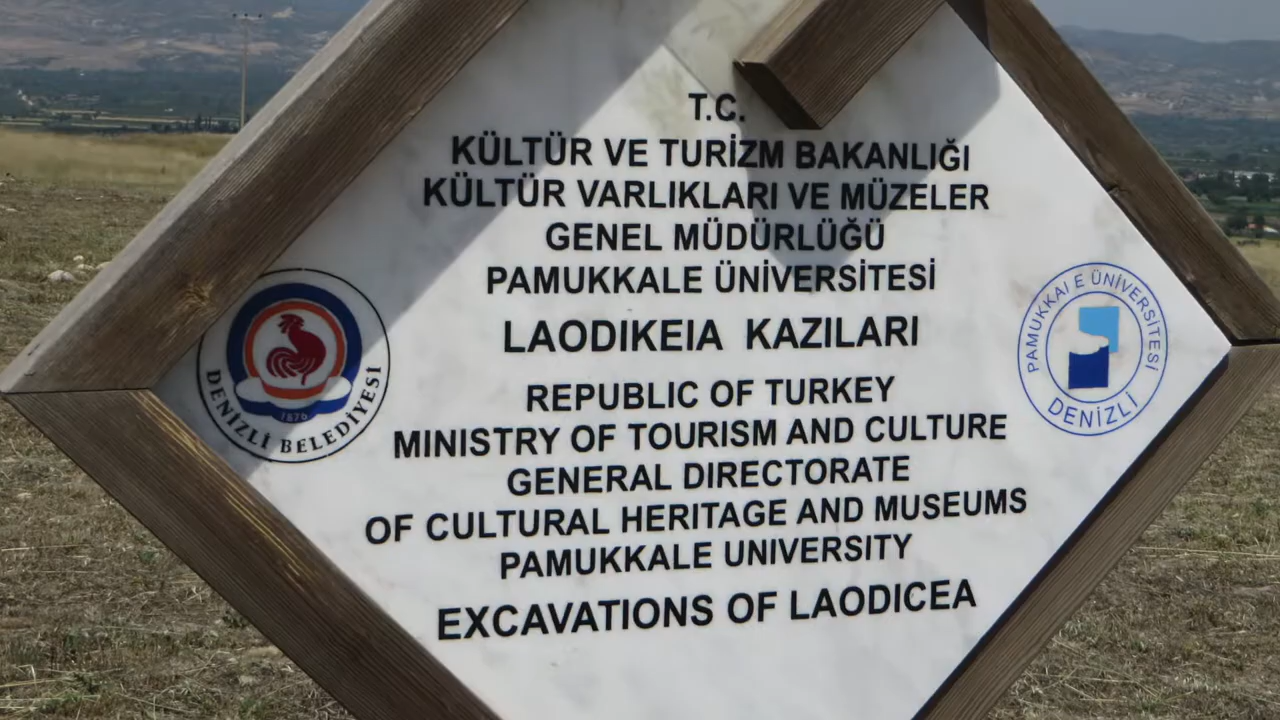 T.C.
KÜLTÜR VE TURİZM BAKANLIĞI
KÜLTÜR VARLIKLARI VE MÜZELER
GENEL MÜDÜRLÜĞÜ
PAMUKKALE ÜNİVERSİTESİ
LAODIKEIA KAZILARI
REPUBLIC OF TURKEY
MINISTRY OF TOURISM AND CULTURE
GENERAL DIRECTORATE
OF CULTURAL HERITAGE AND MUSEUMS
PAMUKKALE UNIVERSITY
EXCAVATIONS OF LAODICEA
1876
DENİZLİ BELEDİYESİ
PAMUKKAL E ÜNİVERSİTESİ
DENİZLİ